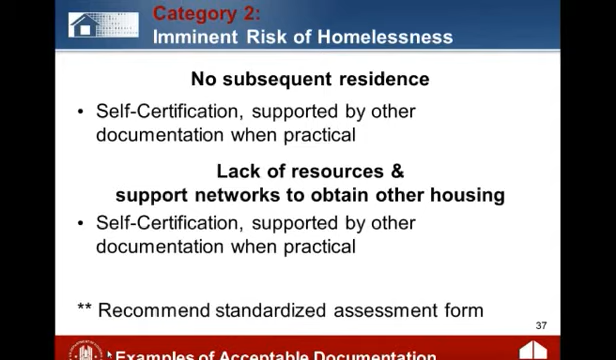 Category 2:
Imminent Risk of Homelessness
No subsequent residence
• Self-Certification, supported by other
documentation when practical
Lack of resources &
support networks to obtain other housing
• Self-Certification, supported by other
documentation when practical
** Recommend standardized assessment form
37
Examples of Acceptable Documentation